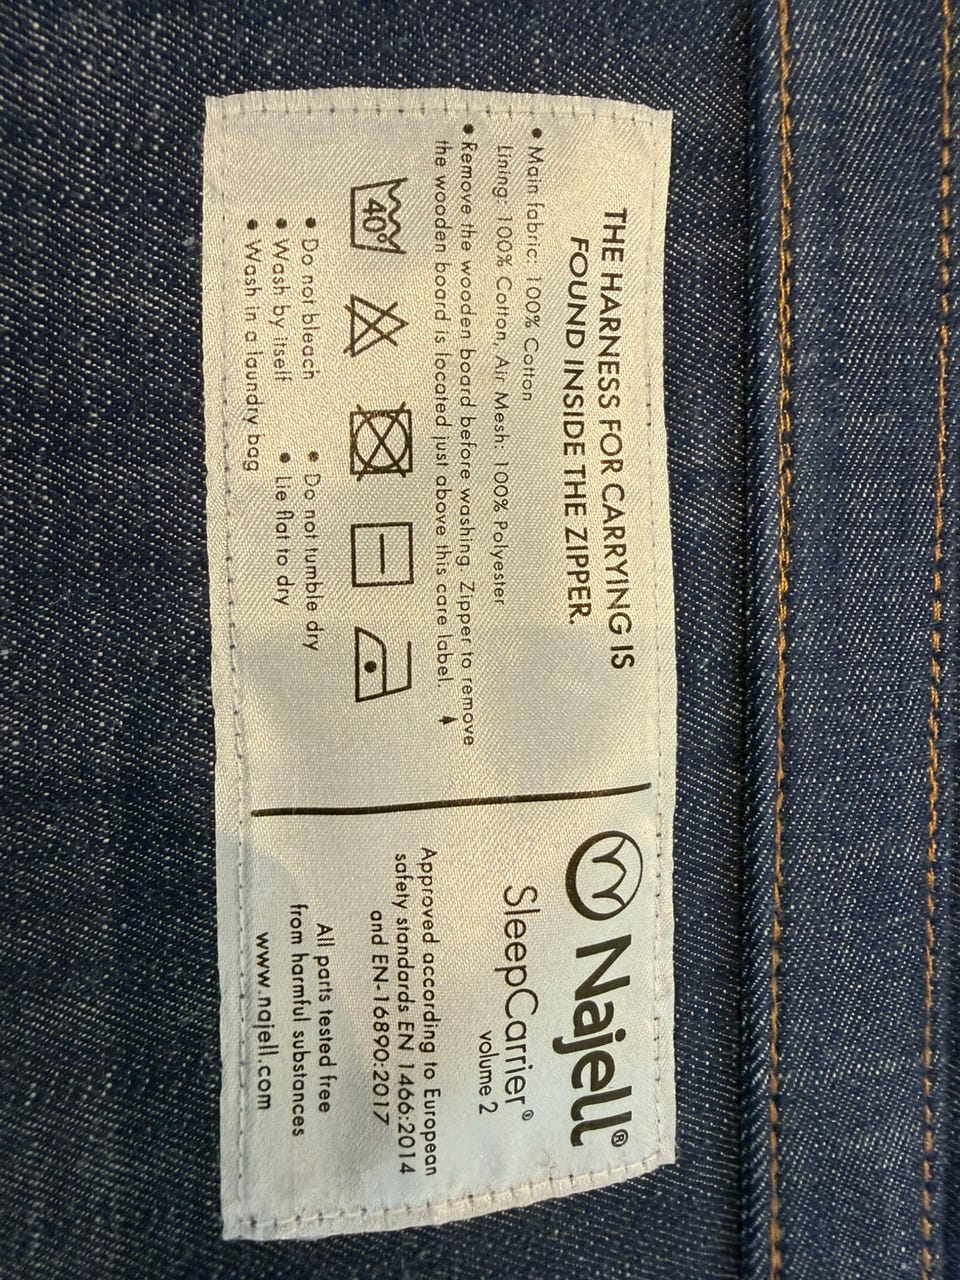 THE HARNESS FOR CARRYING IS
FOUND INSIDE THE ZIPPER.
• Main fabric: 100% Cotton
Lining: 100% Cotton, Air Mesh: 100% Polyester
• Remove the wooden board before washing. Zipper to remove
the wooden board is located just above this care label.
40°
• Do not bleach
• Wash by itself
• Wash in a laundry bag
• Do not tumble dry
• Lie flat to dry
Najell®
SleepCarrier®
volume 2
Approved according to European
safety standards EN 1466:2014
and EN-16890:2017
All parts tested free
from harmful substances
www.najell.com